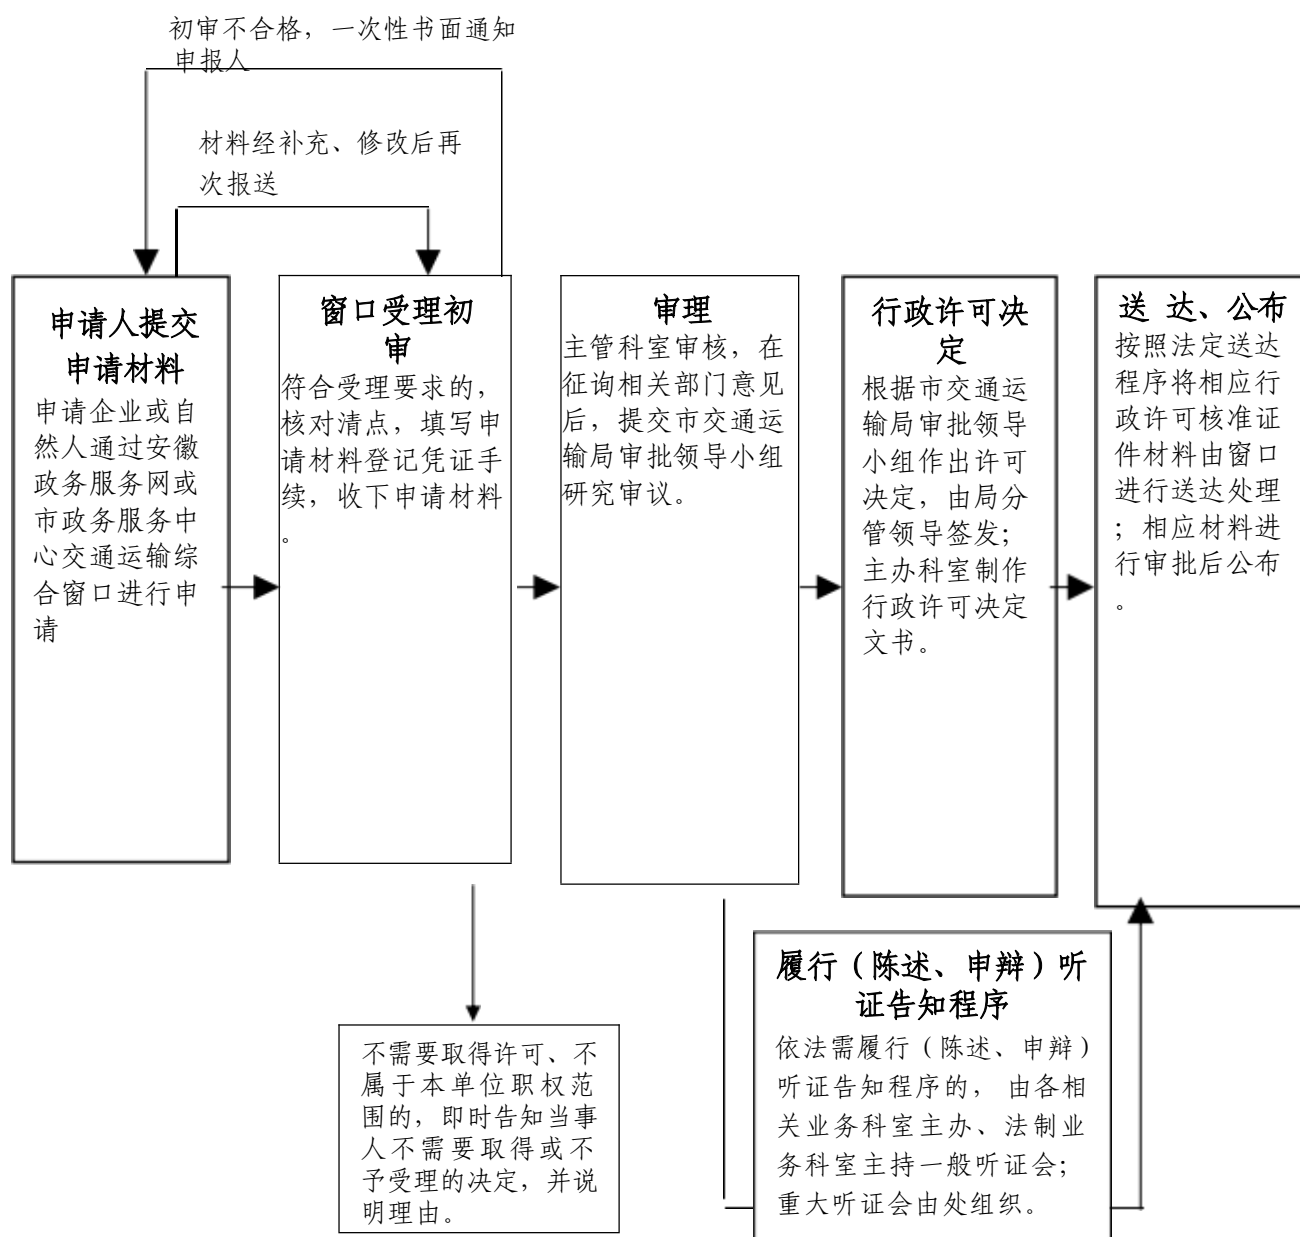 初审不合格，一次性书面通知
申报人
材料经补充、修改后再
次报送
申请人提交
申请材料
申请企业或自
然人通过安徽
政务服务网或
市政务服务中
心交通运输综
合窗口进行申
请
窗口受理初
审
符合受理要求的，
核对清点，填写申
请材料登记凭证手
续，收下申请材料
。
审理
主管科室审核，在
征询相关部门意见
后，提交市交通运
输局审批领导小组
研究审议。
行政许可决
定
根据市交通运
输局审批领导
小组作出许可
决定，由局分
管领导签发；
主办科室制作
行政许可决定
文书。
送 达、公布
按照法定送达
程序将相应行
政许可核准证
件材料由窗口
进行送达处理
；相应材料进
行审批后公布
。
不需要取得许可、不
属于本单位职权范
围的，即时告知当事
人不需要取得或不
予受理的决定，并说
明理由。
履行（陈述、申辩）听
证告知程序
依法需履行（陈述、申辩）
听证告知程序的， 由各相
关业务科室主办、法制业
务科室主持一般听证会；
重大听证会由处组织。